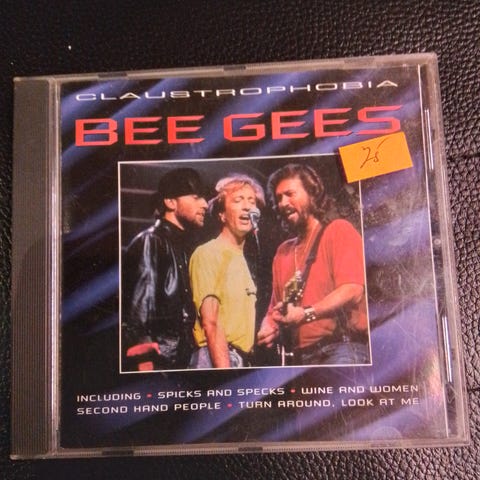 CLAUSTROPHOBIA
BEE GEES
25
INCLUDING • SPICKS AND SPECKS • WINE AND WOMEN
SECOND HAND PEOPLE • TURN AROUND, LOOK AT ME